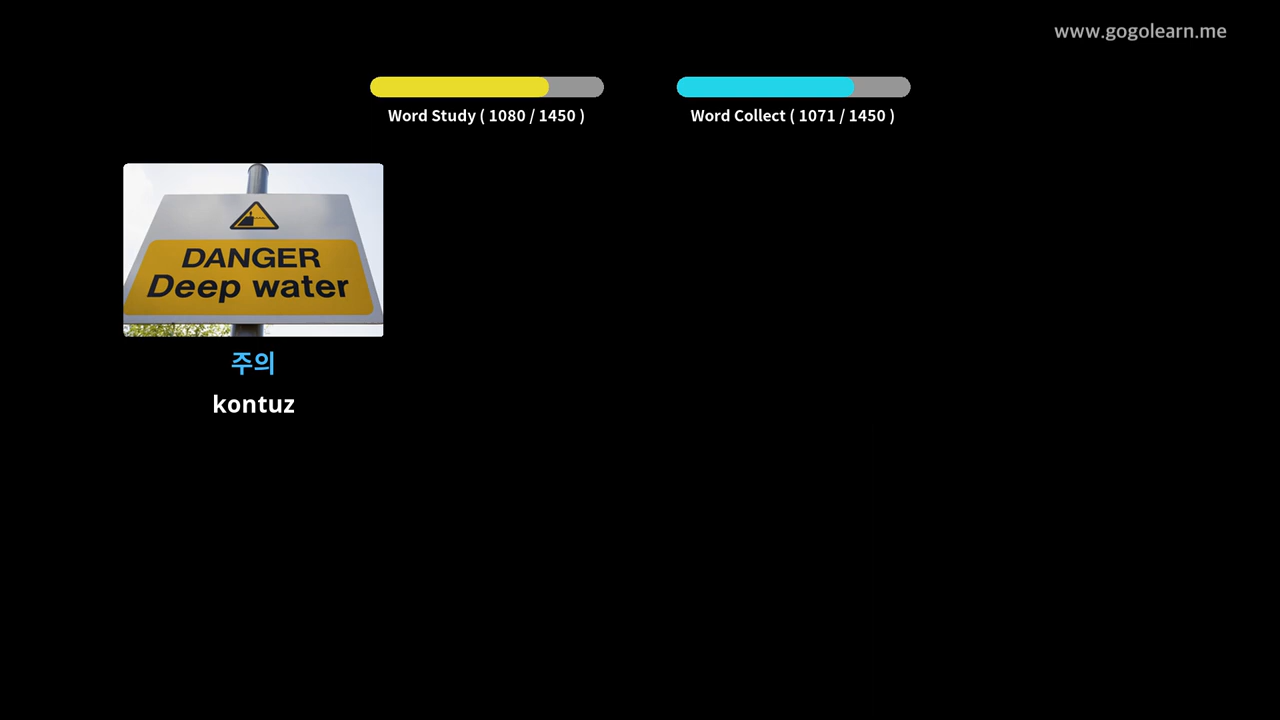 www.gogolearn.me
Word Study ( 1080 / 1450 )
Word Collect ( 1071 / 1450 )
DANGER
Deep water
주의
kontuz